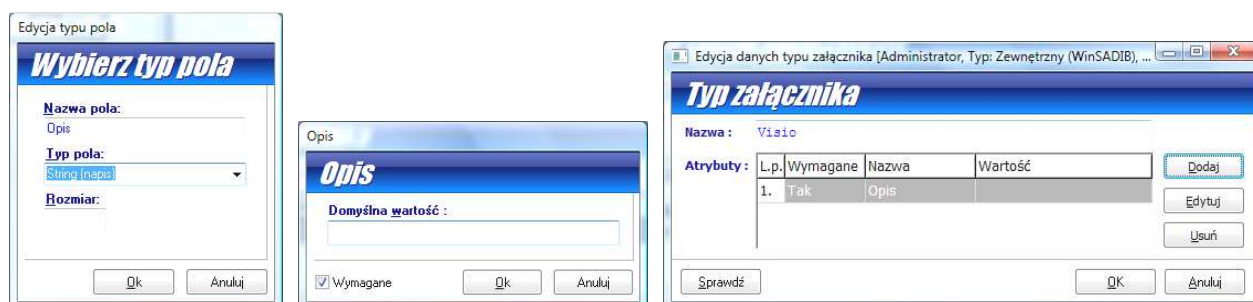 Edycja typu pola
Wybierz typ pola
Nazwa pola:
Opis
Typ pola:
String (napis)
Rozmiar:
Ok Anuluj
Opis
Opis
Domyślna wartość :
Wymagane Ok Anuluj
Edycja danych typu załącznika [Administrator, Typ: Zewnętrzny (WinSADIB), ...
Typ załącznika
Nazwa : Visio
Atrybuty : L.p. Wymagane Nazwa Wartość Dodaj
1. Tak Opis
Edytuj
Usuń
Sprawdź OK Anuluj